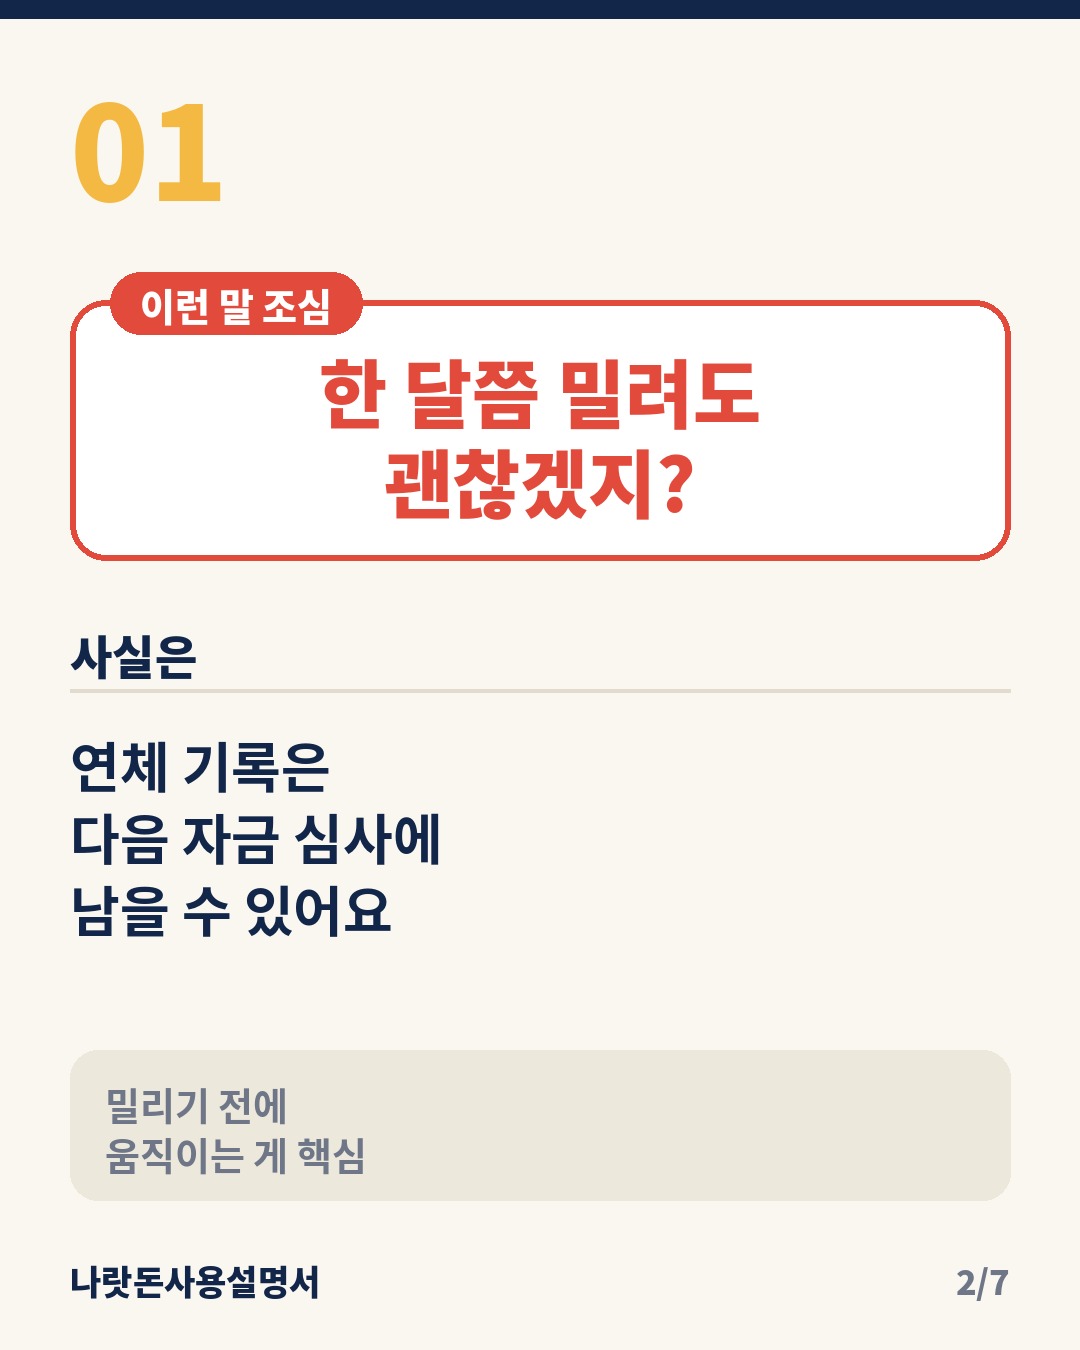 01
이런 말 조심
한 달쯤 밀려도
괜찮겠지?
사실은
연체 기록은
다음 자금 심사에
남을 수 있어요
밀리기 전에
움직이는 게 핵심
나랏돈사용설명서
2/7